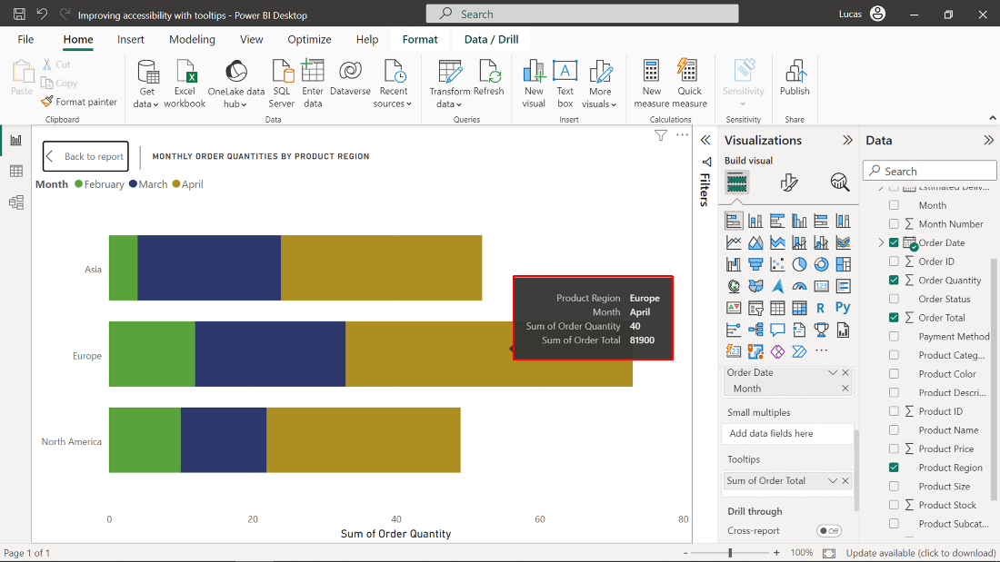 Improving accessibility with tooltips - Power BI Desktop
Search
Lucas
File Home Insert Modeling View Optimize Help Format Data / Drill
Paste
Cut
Copy
Format painter
Clipboard
Get data
Excel workbook
OneLake data hub
SQL Server
Enter data
Dataverse
Recent sources
Data
Transform data
Refresh
Queries
New visual
Text box
More visuals
Insert
New measure
Quick measure
Calculations
Sensitivity
Sensitivity
Publish
Share
Back to report
MONTHLY ORDER QUANTITIES BY PRODUCT REGION
Month February March April
Asia
Europe
North America
0 20 40 60 80
Sum of Order Quantity
Product Region Europe
Month April
Sum of Order Quantity 40
Sum of Order Total 81900
Filters
Visualizations
Build visual
R
Py
123
Order Date
Month
Small multiples
Add data fields here
Tooltips
Sum of Order Total
Drill through
Cross-report
Off
Data
Search
Estimated Deliv...
Month
Month Number
Order Date
Order ID
Order Quantity
Order Status
Order Total
Payment Method
Product Categ...
Product Color
Product Descri...
Product ID
Product Name
Product Price
Product Region
Product Size
Product Stock
Product Subcat...
Page 1 of 1
- + 100%
Update available (click to download)